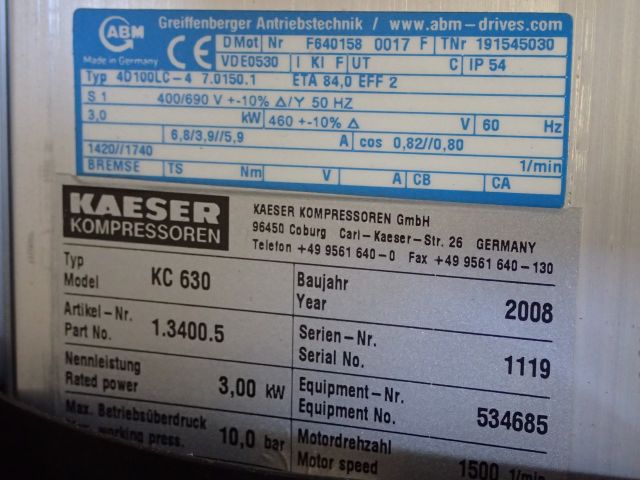 ABM
Made in Germany
CE
Greiffenberger Antriebstechnik / www.abm-drives.com
D Mot Nr F640158 0017 F TNr 191545030
VDE0530 I KI F UT C IP 54
Typ 4D100LC-4 7.0150.1 ETA 84,0 EFF 2
S 1 400/690 V +-10% Δ/Y 50 HZ
3,0 kW 460 +-10% Δ V 60 Hz
6,8/3,9//5,9 A cos 0,82//0,80
1420//1740 1/min
BREMSE TS Nm V A CB CA
KAESER
KOMPRESSOREN
KAESER KOMPRESSOREN GmbH
96450 Coburg Carl-Kaeser-Str. 26 GERMANY
Telefon +49 9561 640-0 Fax +49 9561 640-130
Typ
Model KC 630
Baujahr
Year 2008
Artikel-Nr.
Part No. 1.3400.5
Serien-Nr.
Serial No. 1119
Nennleistung
Rated power 3,00 kW
Equipment-Nr.
Equipment No. 534685
Max. Betriebsüberdruck
working press. 10,0 bar
Motordrehzahl
Motor speed 1500 1/min